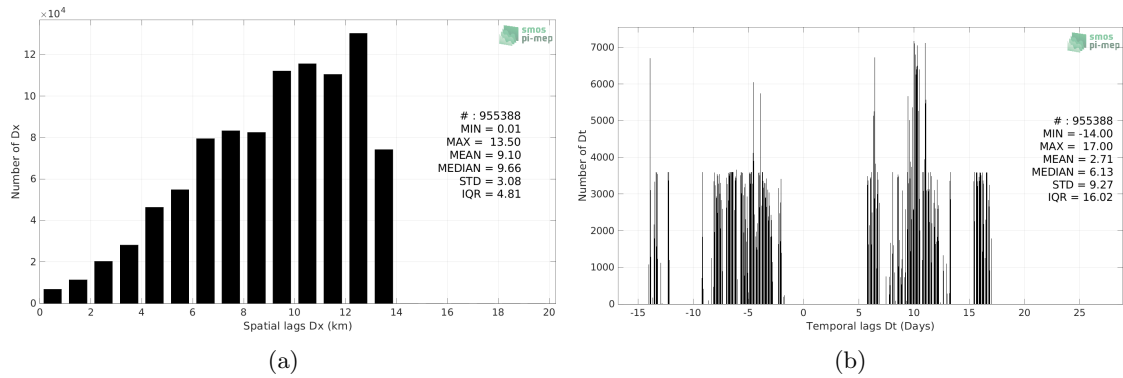 ×10⁴
smos
pi-mep
12
10
8
6
4
2
0
Number of Dx
# : 955388
MIN = 0.01
MAX = 13.50
MEAN = 9.10
MEDIAN = 9.66
STD = 3.08
IQR = 4.81
0 2 4 6 8 10 12 14 16 18 20
Spatial lags Dx (km)
(a)
smos
pi-mep
7000
6000
5000
4000
3000
2000
1000
0
Number of Dt
# : 955388
MIN = -14.00
MAX = 17.00
MEAN = 2.71
MEDIAN = 6.13
STD = 9.27
IQR = 16.02
-15 -10 -5 0 5 10 15 20 25
Temporal lags Dt (Days)
(b)